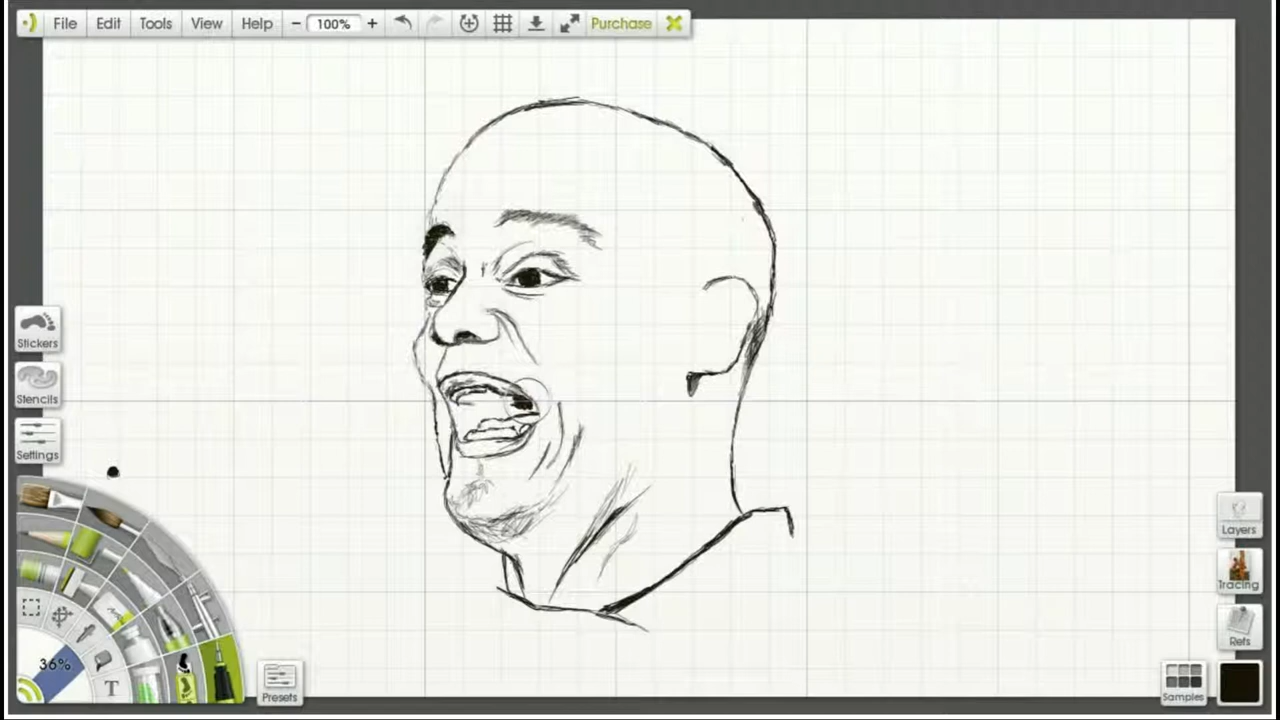 File Edit Tools View Help − 100% + Purchase
Stickers
Stencils
Settings
Layers
Tracing
Refs
36%
T
Presets
Samples